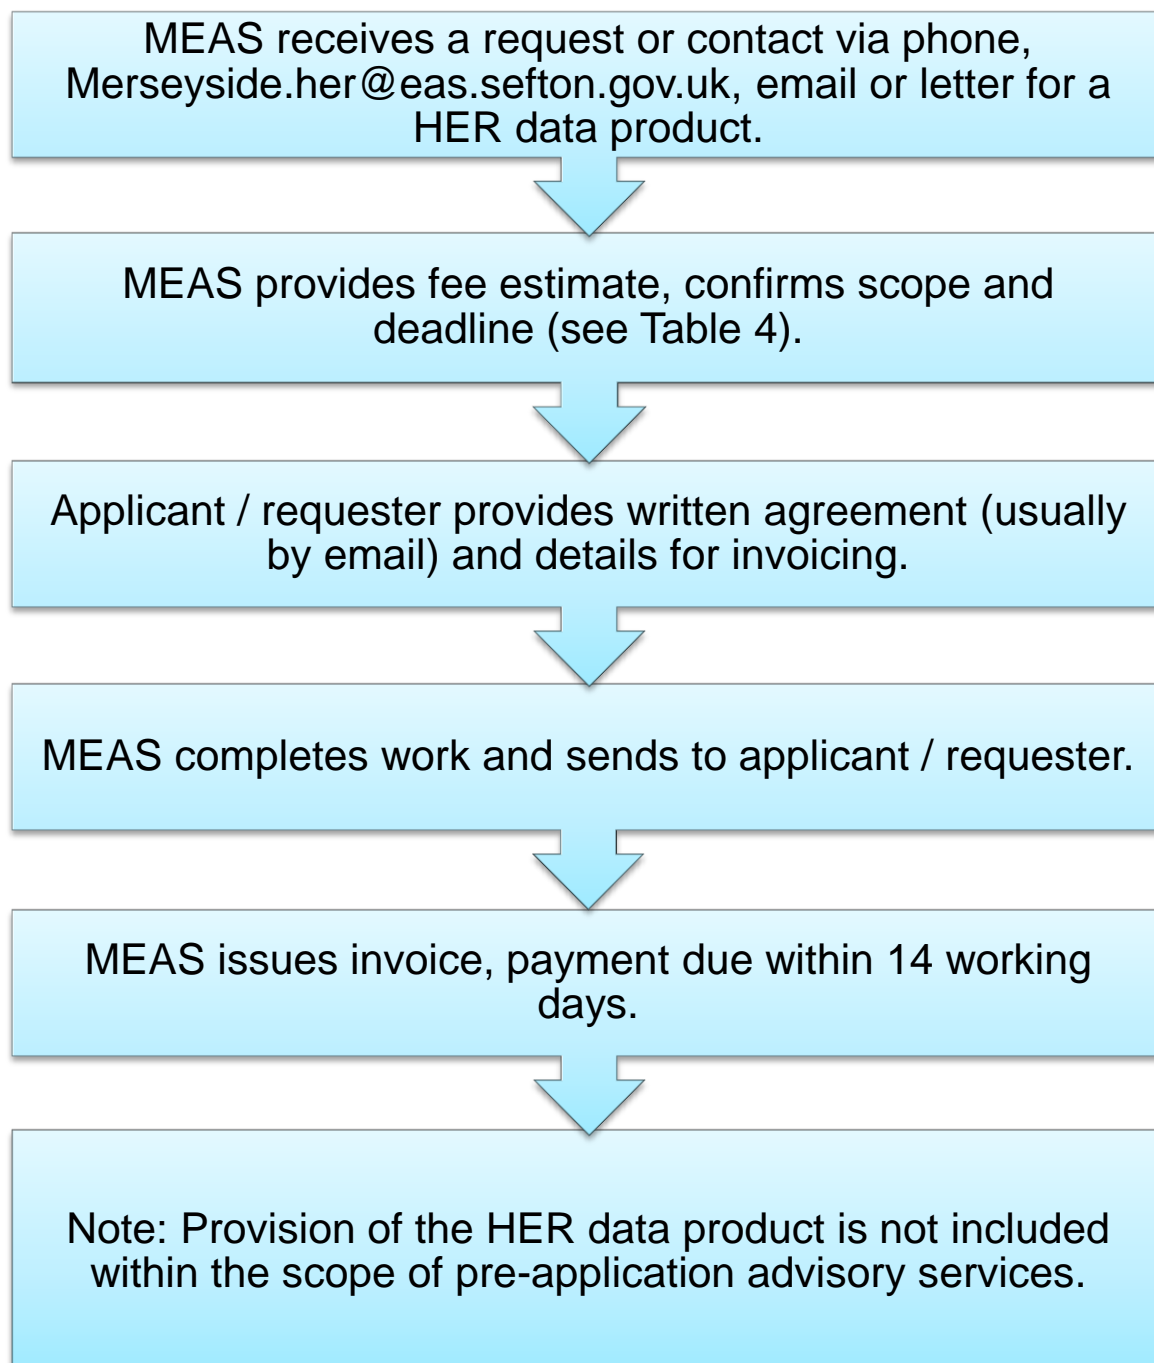 MEAS receives a request or contact via phone,
Merseyside.her@eas.sefton.gov.uk, email or letter for a
HER data product.
MEAS provides fee estimate, confirms scope and
deadline (see Table 4).
Applicant / requester provides written agreement (usually
by email) and details for invoicing.
MEAS completes work and sends to applicant / requester.
MEAS issues invoice, payment due within 14 working
days.
Note: Provision of the HER data product is not included
within the scope of pre-application advisory services.